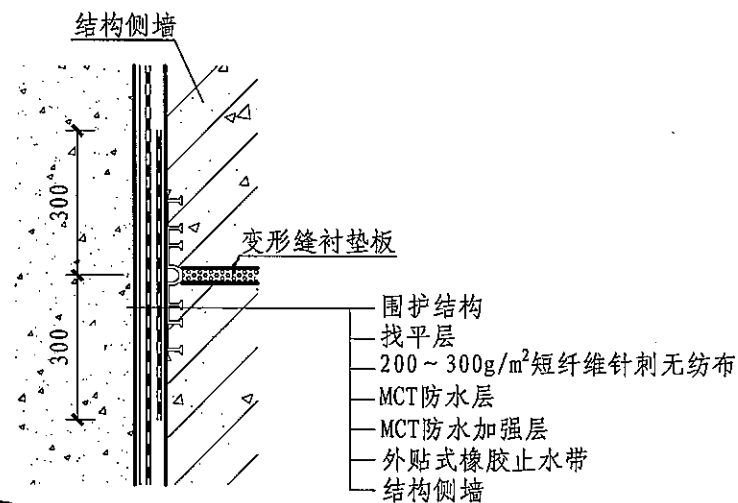 结构侧墙
300
变形缝衬垫板
300
围护结构
找平层
200～300g/m²短纤维针刺无纺布
MCT防水层
MCT防水加强层
外贴式橡胶止水带
结构侧墙